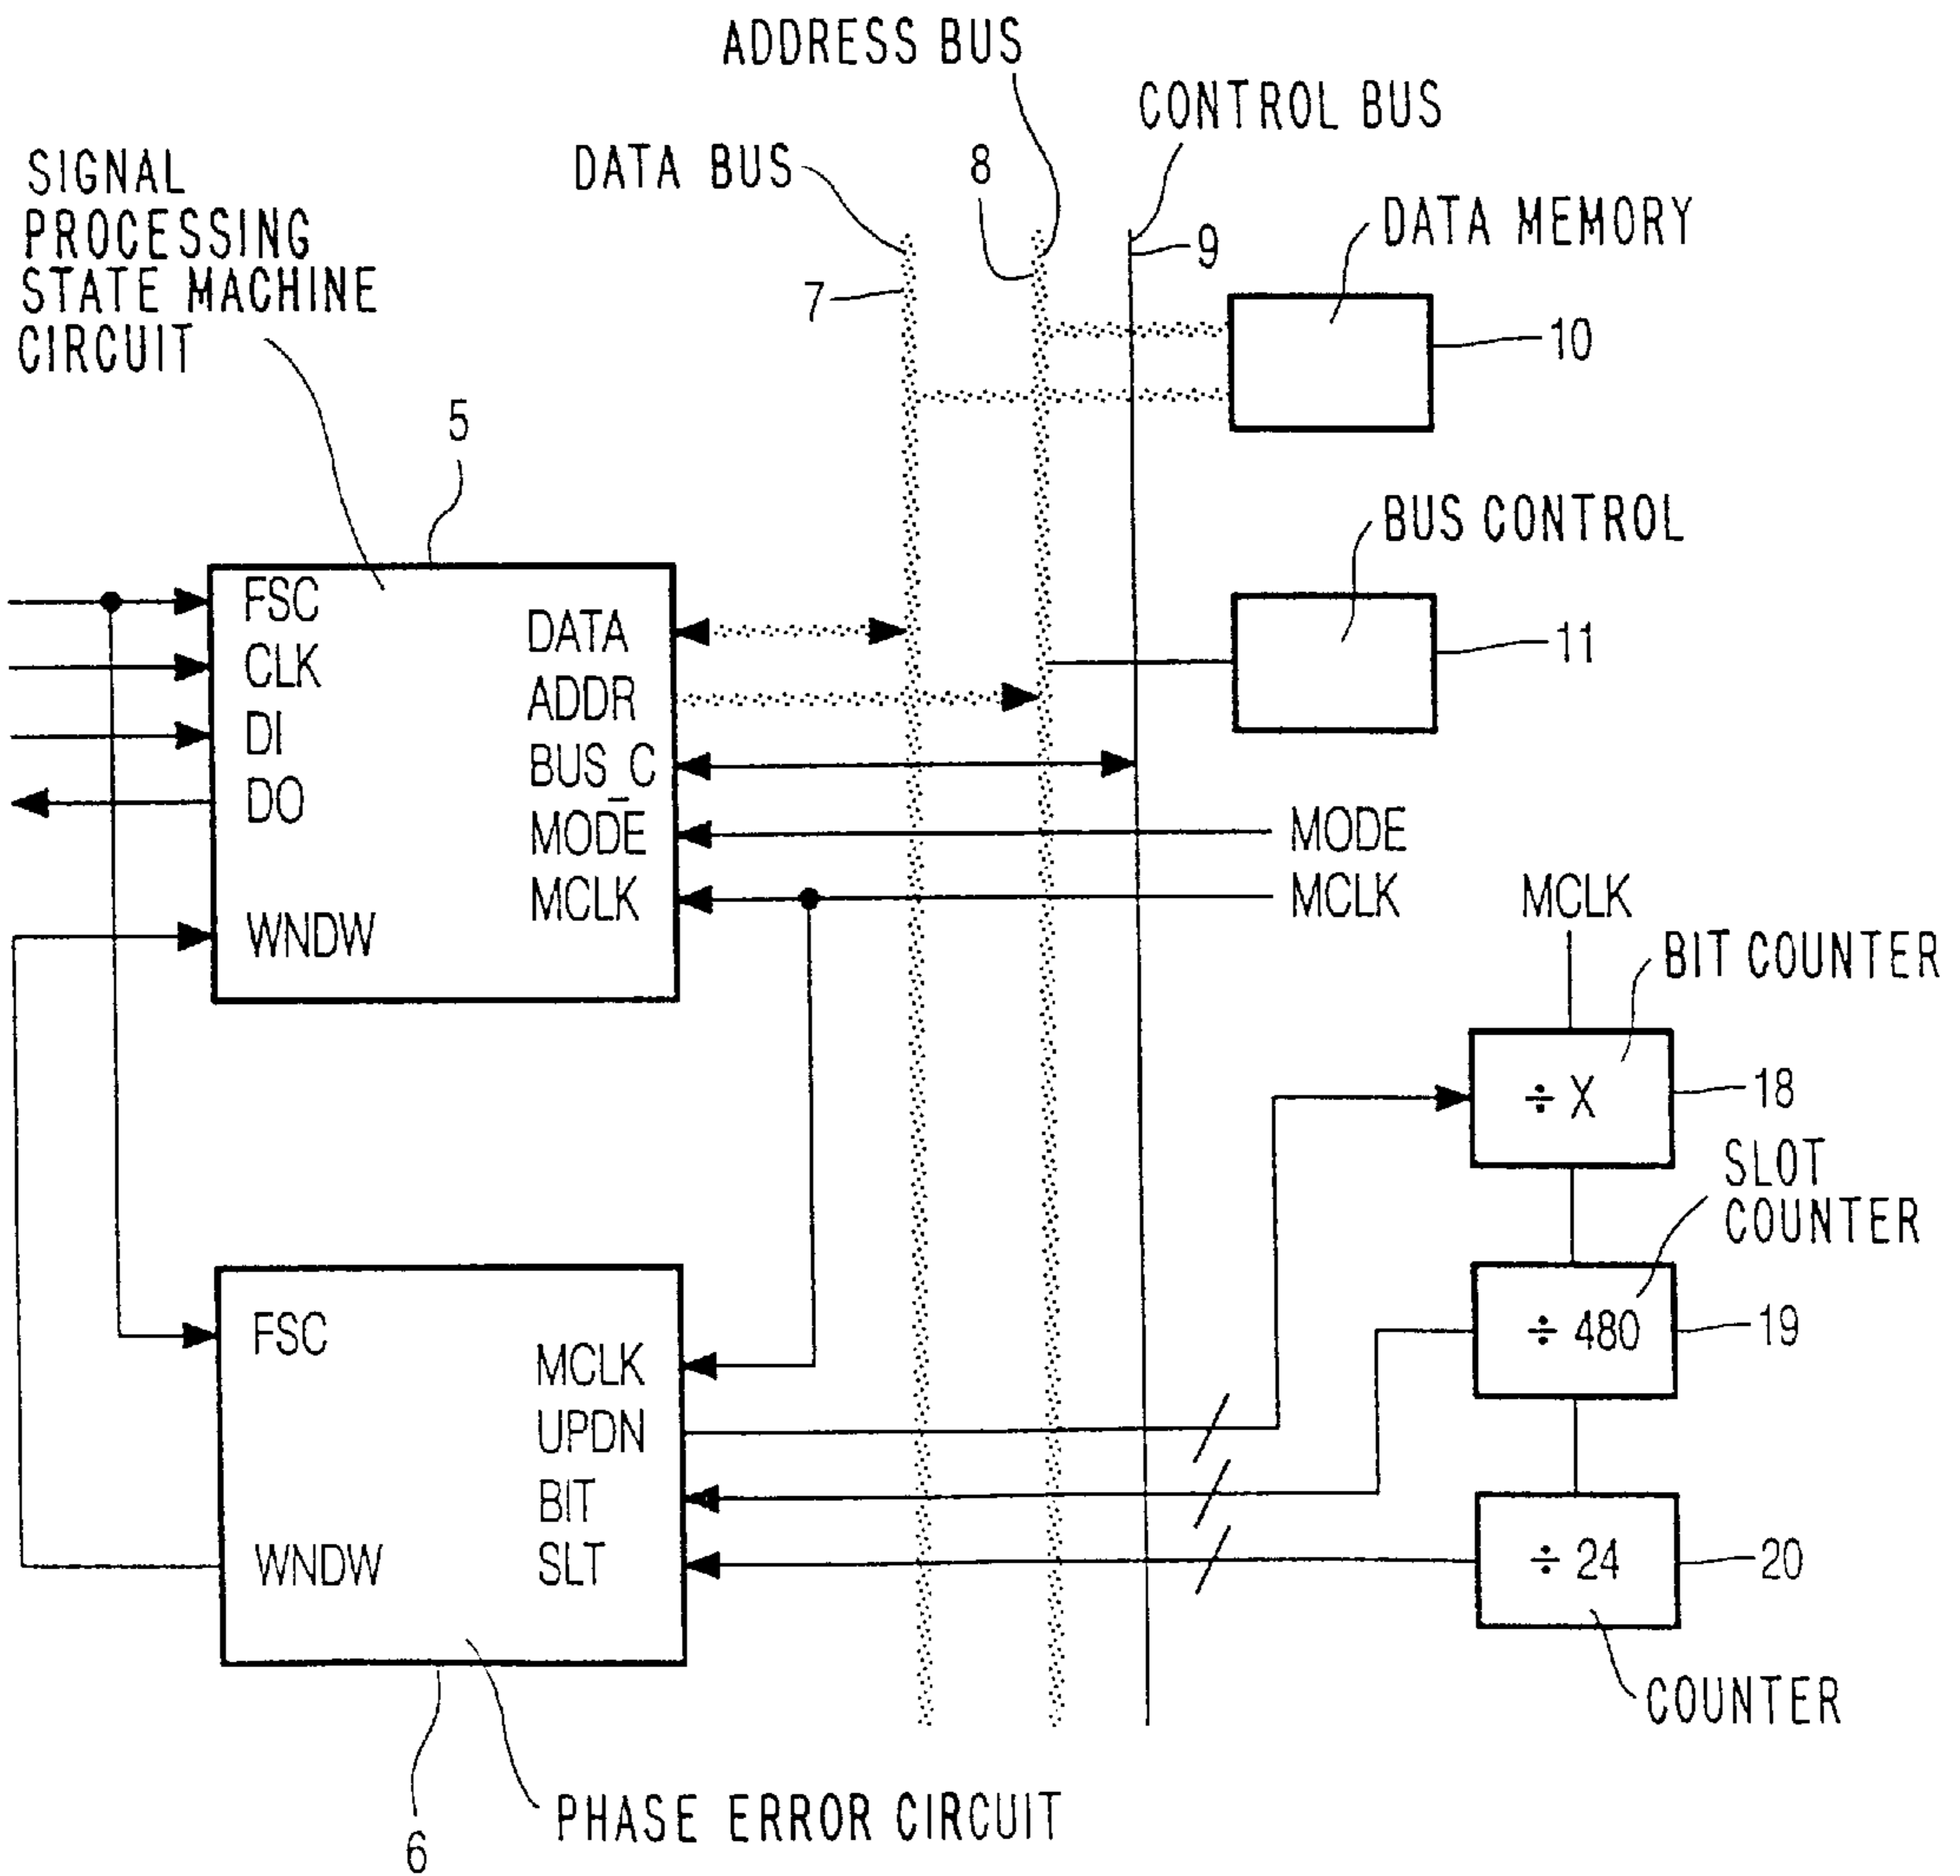 ADDRESS BUS
CONTROL BUS
DATA BUS
8
SIGNAL
PROCESSING
STATE MACHINE
CIRCUIT
DATA MEMORY
9
7
10
5
BUS CONTROL
11
FSC
CLK
DI
DO
WNDW
DATA
ADDR
BUS_C
MODE
MCLK
MODE
MCLK
MCLK
BIT COUNTER
÷ X
18
SLOT
COUNTER
÷ 480
19
÷ 24
20
COUNTER
FSC
WNDW
MCLK
UPDN
BIT
SLT
PHASE ERROR CIRCUIT
6